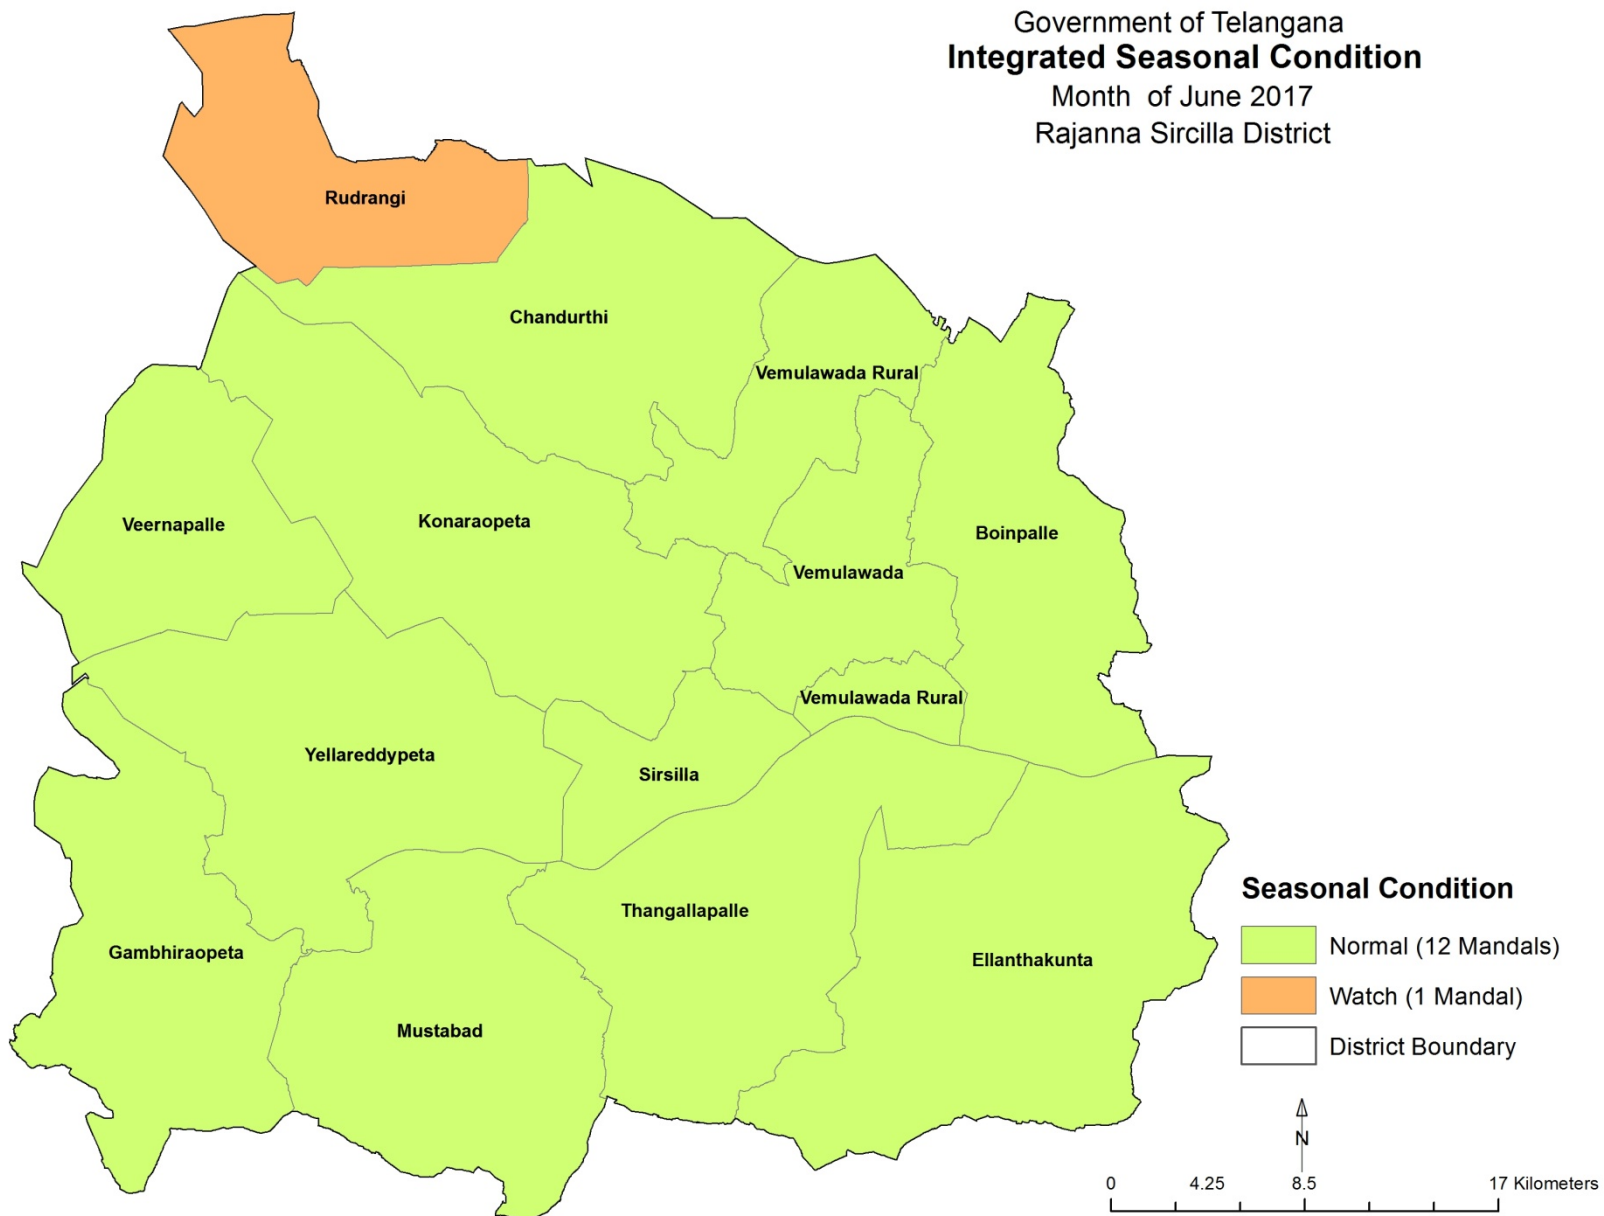 Government of Telangana
Integrated Seasonal Condition
Month of June 2017
Rajanna Sircilla District
Rudrangi
Chandurthi
Vemulawada Rural
Veernapalle
Konaraopeta
Boinpalle
Vemulawada
Vemulawada Rural
Yellareddypeta
Sirsilla
Thangallapalle
Gambhiraopeta
Ellanthakunta
Mustabad
Seasonal Condition
Normal (12 Mandals)
Watch (1 Mandal)
District Boundary
N
0 4.25 8.5 17 Kilometers